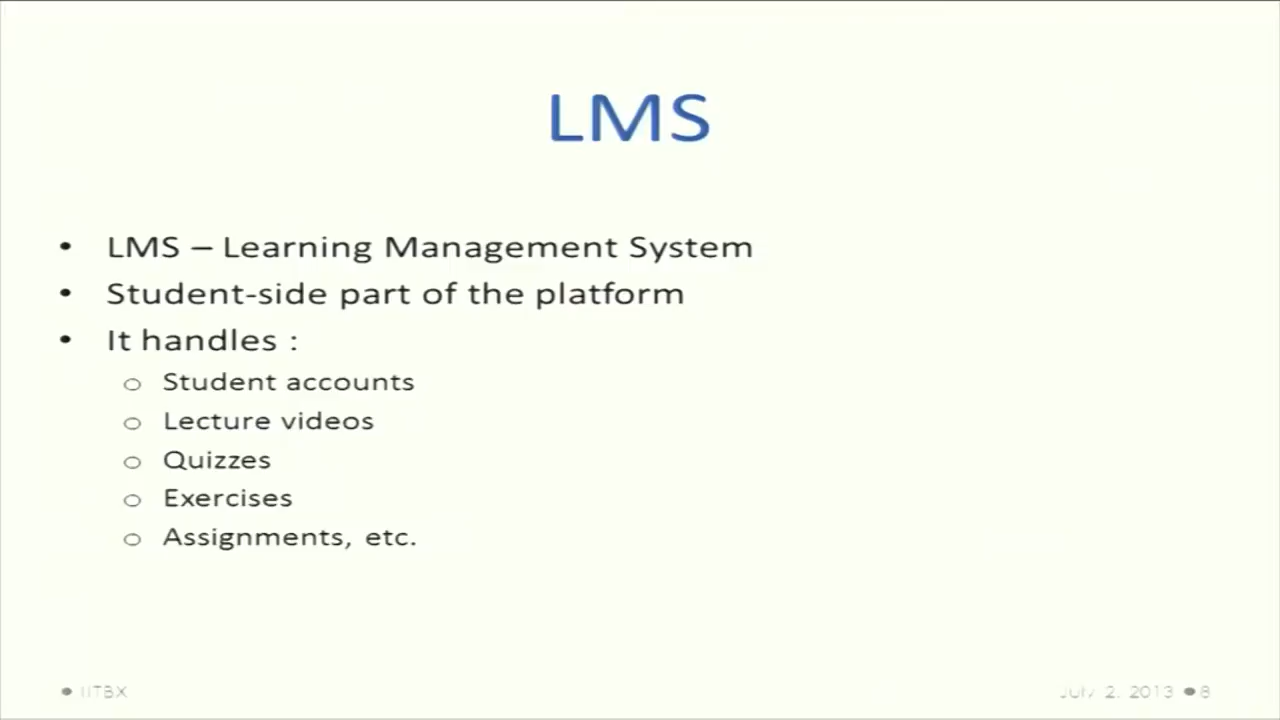 LMS
• LMS – Learning Management System
• Student-side part of the platform
• It handles :
o Student accounts
o Lecture videos
o Quizzes
o Exercises
o Assignments, etc.
• IITBX
July 2, 2013 • 8